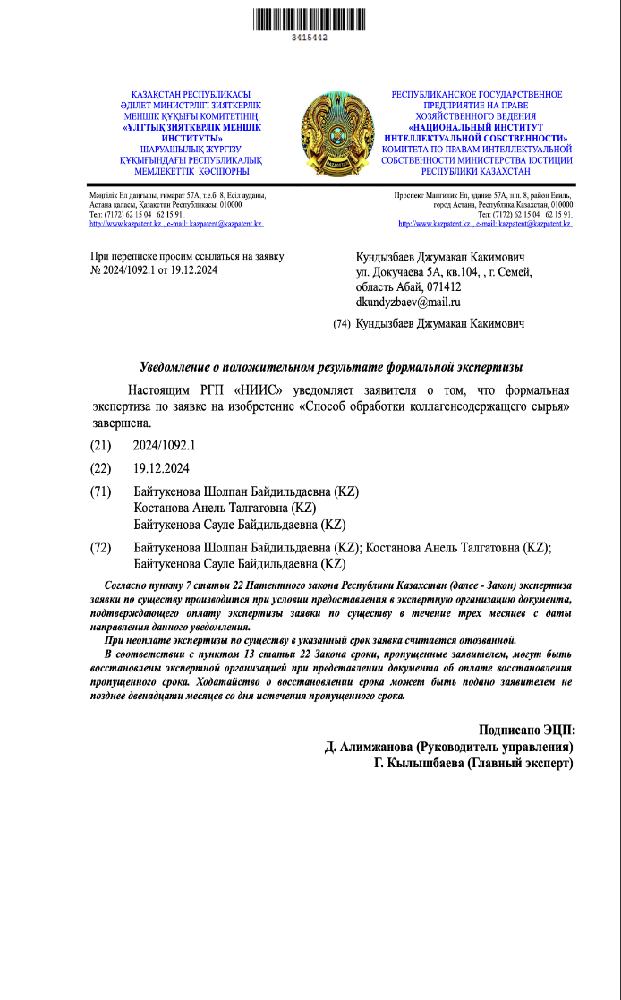 3415442
ҚАЗАҚСТАН РЕСПУБЛИКАСЫ
ӘДІЛЕТ МИНИСТРЛІГІ ЗИЯТКЕРЛІК
МЕНШІК ҚҰҚЫҒЫ КОМИТЕТІНІҢ
«ҰЛТТЫҚ ЗИЯТКЕРЛІК МЕНШІК
ИНСТИТУТЫ»
ШАРУАШЫЛЫҚ ЖҮРГІЗУ
ҚҰҚЫҒЫНДАҒЫ РЕСПУБЛИКАЛЫҚ
МЕМЛЕКЕТТІК КӘСІПОРНЫ
РЕСПУБЛИКАНСКОЕ ГОСУДАРСТВЕННОЕ
ПРЕДПРИЯТИЕ НА ПРАВЕ
ХОЗЯЙСТВЕННОГО ВЕДЕНИЯ
«НАЦИОНАЛЬНЫЙ ИНСТИТУТ
ИНТЕЛЛЕКТУАЛЬНОЙ СОБСТВЕННОСТИ»
КОМИТЕТА ПО ПРАВАМ ИНТЕЛЛЕКТУАЛЬНОЙ
СОБСТВЕННОСТИ МИНИСТЕРСТВА ЮСТИЦИИ
РЕСПУБЛИКИ КАЗАХСТАН
Мәңгілік Ел даңғылы, ғимарат 57А, т.е.б. 8, Есіл ауданы,
Астана қаласы, Қазақстан Республикасы, 010000
Тел: (7172) 62 15 04 62 15 91_
http://www.kazpatent.kz , e-mail: kazpatent@kazpatent.kz
Проспект Мангилик Ел, здание 57А, н.п. 8, район Есиль,
город Астана, Республика Казахстан, 010000
Тел: (7172) 62 15 04 62 15 91_
http://www.kazpatent.kz , e-mail: kazpatent@kazpatent.kz
При переписке просим ссылаться на заявку
№ 2024/1092.1 от 19.12.2024
Кундызбаев Джумакан Какимович
ул. Докучаева 5А, кв.104, , г. Семей,
область Абай, 071412
dkundyzbaev@mail.ru
(74) Кундызбаев Джумакан Какимович
Уведомление о положительном результате формальной экспертизы
Настоящим РГП «НИИС» уведомляет заявителя о том, что формальная
экспертиза по заявке на изобретение «Способ обработки коллагенсодержащего сырья»
завершена.
(21) 2024/1092.1
(22) 19.12.2024
(71) Байтукенова Шолпан Байдильдаевна (KZ)
Костанова Анель Талгатовна (KZ)
Байтукенова Сауле Байдильдаевна (KZ)
(72) Байтукенова Шолпан Байдильдаевна (KZ); Костанова Анель Талгатовна (KZ);
Байтукенова Сауле Байдильдаевна (KZ)
Согласно пункту 7 статьи 22 Патентного закона Республики Казахстан (далее - Закон) экспертиза
заявки по существу производится при условии предоставления в экспертную организацию документа,
подтверждающего оплату экспертизы заявки по существу в течение трех месяцев с даты
направления данного уведомления.
При неоплате экспертизы по существу в указанный срок заявка считается отозванной.
В соответствии с пунктом 13 статьи 22 Закона сроки, пропущенные заявителем, могут быть
восстановлены экспертной организацией при представлении документа об оплате восстановления
пропущенного срока. Ходатайство о восстановлении срока может быть подано заявителем не
позднее двенадцати месяцев со дня истечения пропущенного срока.
Подписано ЭЦП:
Д. Алимжанова (Руководитель управления)
Г. Кылышбаева (Главный эксперт)